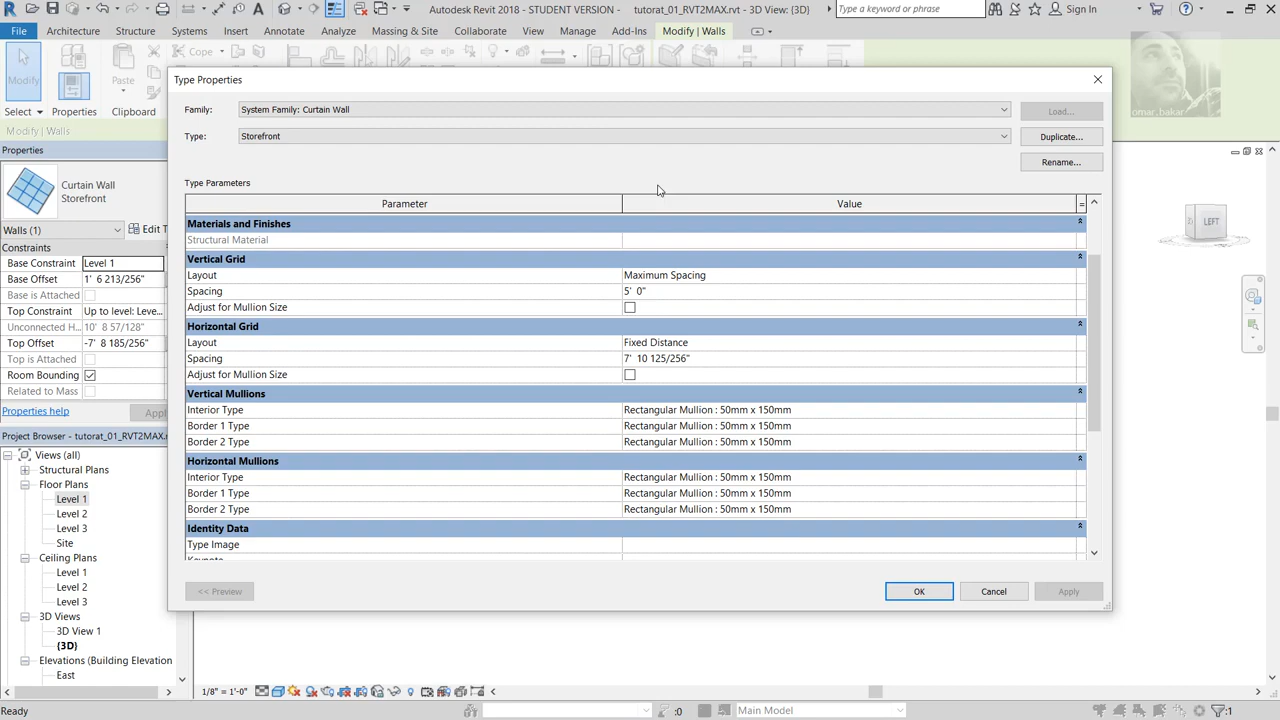 Autodesk Revit 2018 - STUDENT VERSION - tutorat_01_RVT2MAX.rvt - 3D View: {3D}
Type a keyword or phrase
Sign In
File Architecture Structure Systems Insert Annotate Analyze Massing & Site Collaborate View Manage Add-Ins Modify | Walls
Modify
Paste
Cope
Select Properties Clipboard
omar_bakar
Modify | Walls
Properties
Curtain Wall
Storefront
Walls (1)
Edit T
Constraints
Base Constraint Level 1
Base Offset 1' 6 213/256"
Base is Attached
Top Constraint Up to level: Leve...
Unconnected H... 10' 8 57/128"
Top Offset -7' 8 185/256"
Top is Attached
Room Bounding
Related to Mass
Properties help
Appl
Project Browser - tutorat_01_RVT2MAX.r
Views (all)
Structural Plans
Floor Plans
Level 1
Level 2
Level 3
Site
Ceiling Plans
Level 1
Level 2
Level 3
3D Views
3D View 1
{3D}
Elevations (Building Elevation
East
Type Properties
Family: System Family: Curtain Wall Load...
Type: Storefront Duplicate...
Rename...
Type Parameters
Parameter Value =
Materials and Finishes
Structural Material
Vertical Grid
Layout Maximum Spacing
Spacing 5' 0"
Adjust for Mullion Size
Horizontal Grid
Layout Fixed Distance
Spacing 7' 10 125/256"
Adjust for Mullion Size
Vertical Mullions
Interior Type Rectangular Mullion : 50mm x 150mm
Border 1 Type Rectangular Mullion : 50mm x 150mm
Border 2 Type Rectangular Mullion : 50mm x 150mm
Horizontal Mullions
Interior Type Rectangular Mullion : 50mm x 150mm
Border 1 Type Rectangular Mullion : 50mm x 150mm
Border 2 Type Rectangular Mullion : 50mm x 150mm
Identity Data
Type Image
Keynote
<< Preview OK Cancel Apply
LEFT
1/8" = 1'-0"
Ready
:0
Main Model
:1